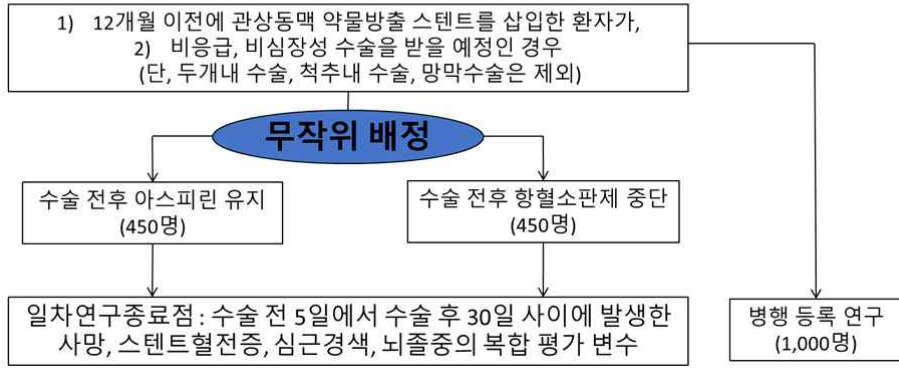 1) 12개월 이전에 관상동맥 약물방출 스텐트를 삽입한 환자가,
2) 비응급, 비심장성 수술을 받을 예정인 경우
(단, 두개내 수술, 척추내 수술, 망막수술은 제외)
무작위 배정
수술 전후 아스피린 유지
(450명)
수술 전후 항혈소판제 중단
(450명)
일차연구종료점 : 수술 전 5일에서 수술 후 30일 사이에 발생한
사망, 스텐트혈전증, 심근경색, 뇌졸중의 복합 평가 변수
병행 등록 연구
(1,000명)